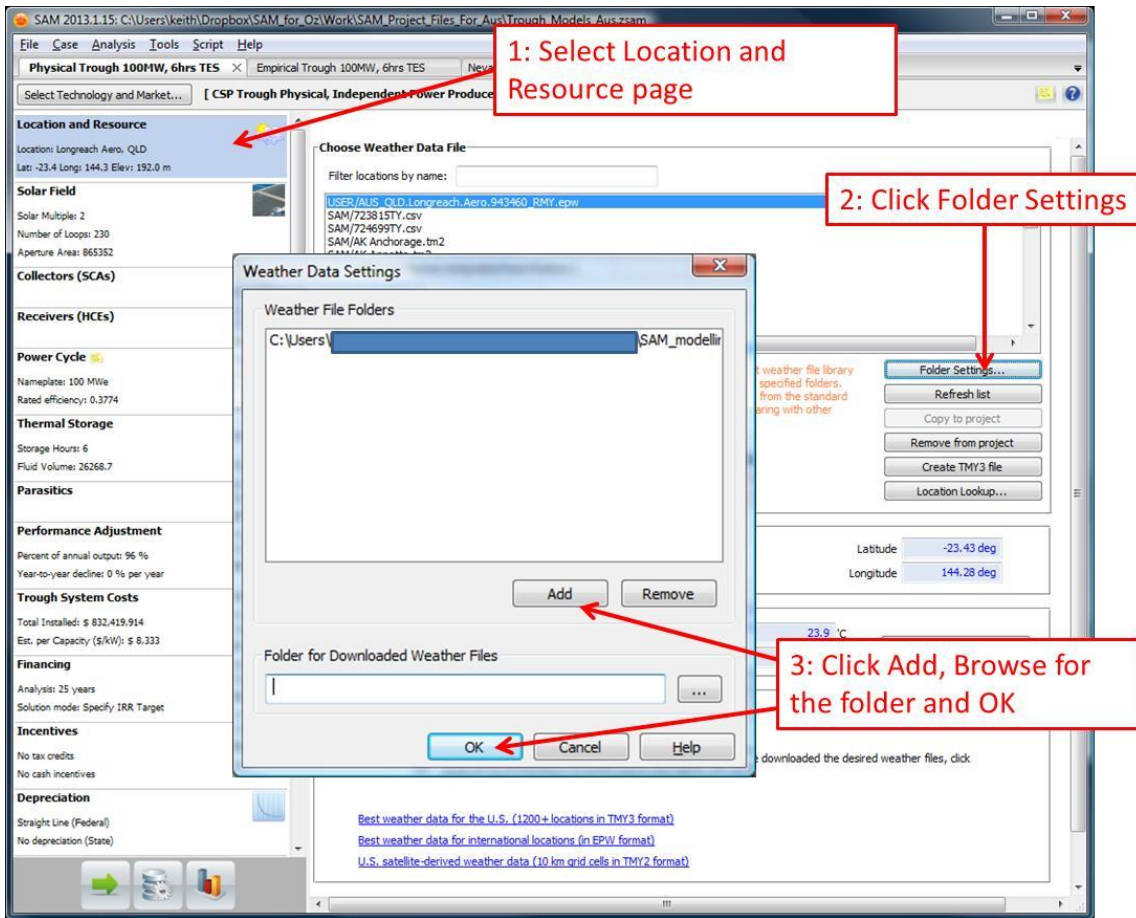 SAM 2013.1.15: C:\Users\keith\Dropbox\SAM_for_Oz\Work\SAM_Project_Files_For_Aus\Trough_Models_Aus.zsam
File Case Analysis Tools Script Help
Physical Trough 100MW, 6hrs TES
Empirical Trough 100MW, 6hrs TES
Select Technology and Market...
[ CSP Trough Physical, Independent Power Produce
1: Select Location and
Resource page
Location and Resource
Location: Longreach Aero, QLD
Lat: -23.4 Long: 144.3 Elev: 192.0 m
Solar Field
Solar Multiple: 2
Number of Loops: 230
Aperture Area: 865352
Collectors (SCAs)
Receivers (HCEs)
Power Cycle
Nameplate: 100 MWe
Rated efficiency: 0.3774
Thermal Storage
Storage Hours: 6
Fluid Volume: 26268.7
Parasitics
Performance Adjustment
Percent of annual output: 96 %
Year-to-year decline: 0 % per year
Trough System Costs
Total Installed: $ 832,419,914
Est. per Capacity ($/kW): $ 8,333
Financing
Analysis: 25 years
Solution mode: Specify IRR Target
Incentives
No tax credits
No cash incentives
Depreciation
Straight Line (Federal)
No depreciation (State)
Choose Weather Data File
Filter locations by name:
USER/AUS_QLD.Longreach.Aero.943460_RMY.epw
SAM/723815TY.csv
SAM/724699TY.csv
SAM/AK Anchorage.tm2
2: Click Folder Settings
t weather file library
specified folders.
from the standard
aring with other
Folder Settings...
Refresh list
Copy to project
Remove from project
Create TMY3 file
Location Lookup...
Latitude -23.43 deg
Longitude 144.28 deg
23.9 'C
Weather Data Settings
Weather File Folders
C:\Users\ \SAM_modellin
Add
Remove
Folder for Downloaded Weather Files
...
OK
Cancel
Help
3: Click Add, Browse for
the folder and OK
downloaded the desired weather files, click
Best weather data for the U.S. (1200+ locations in TMY3 format)
Best weather data for international locations (in EPW format)
U.S. satellite-derived weather data (10 km grid cells in TMY2 format)